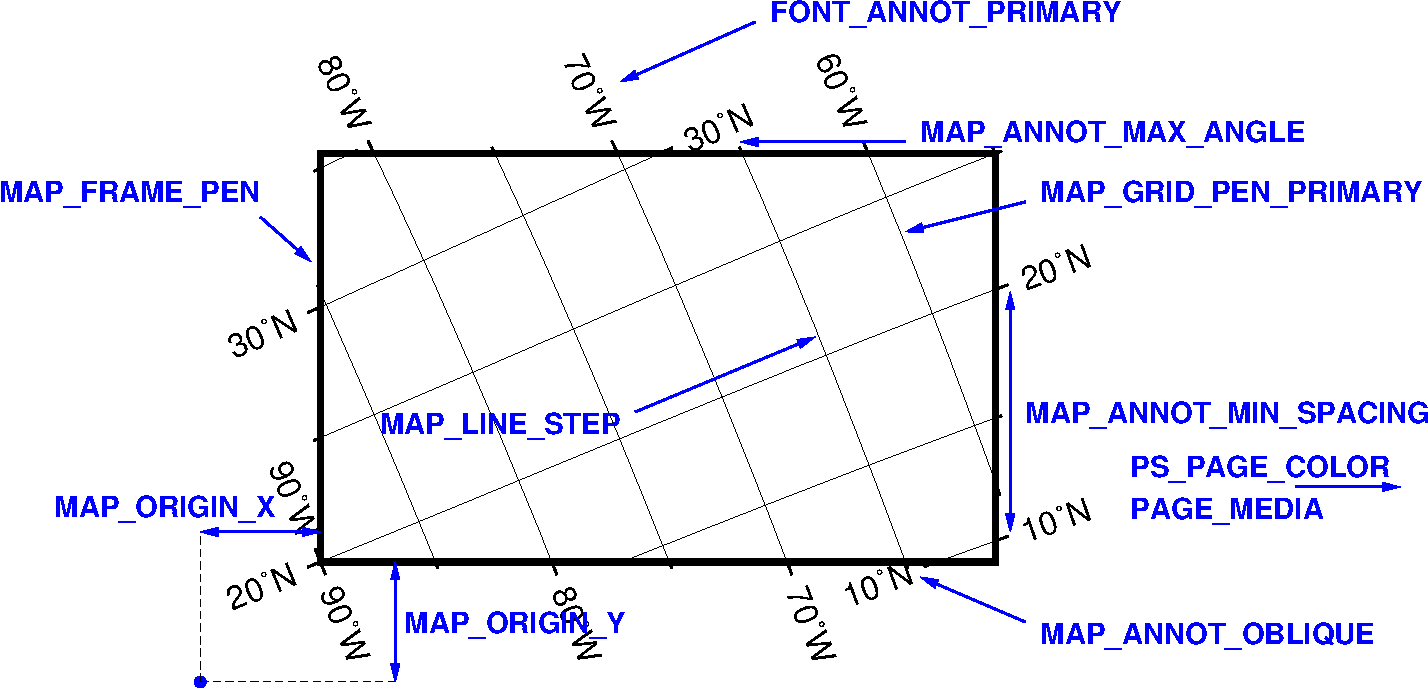 FONT_ANNOT_PRIMARY
80°W
70°W
60°W
30°N
MAP_ANNOT_MAX_ANGLE
MAP_FRAME_PEN
MAP_GRID_PEN_PRIMARY
20°N
30°N
MAP_LINE_STEP
MAP_ANNOT_MIN_SPACING
PS_PAGE_COLOR
90°W
MAP_ORIGIN_X
PAGE_MEDIA
10°N
20°N
90°W
MAP_ORIGIN_Y
80°W
70°W
10°N
MAP_ANNOT_OBLIQUE